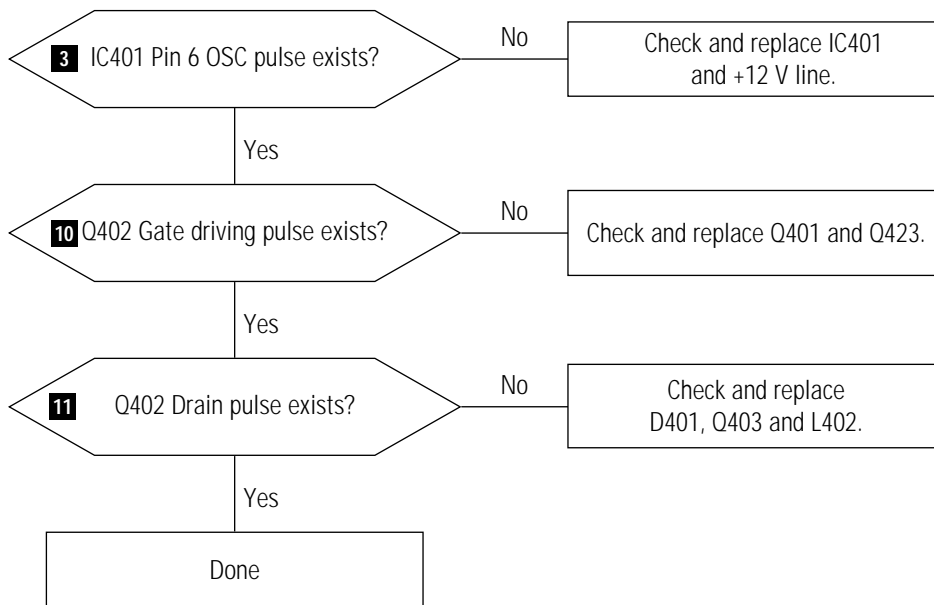 3 IC401 Pin 6 OSC pulse exists?
No
Check and replace IC401
and +12 V line.
Yes
10 Q402 Gate driving pulse exists?
No
Check and replace Q401 and Q423.
Yes
11 Q402 Drain pulse exists?
No
Check and replace
D401, Q403 and L402.
Yes
Done